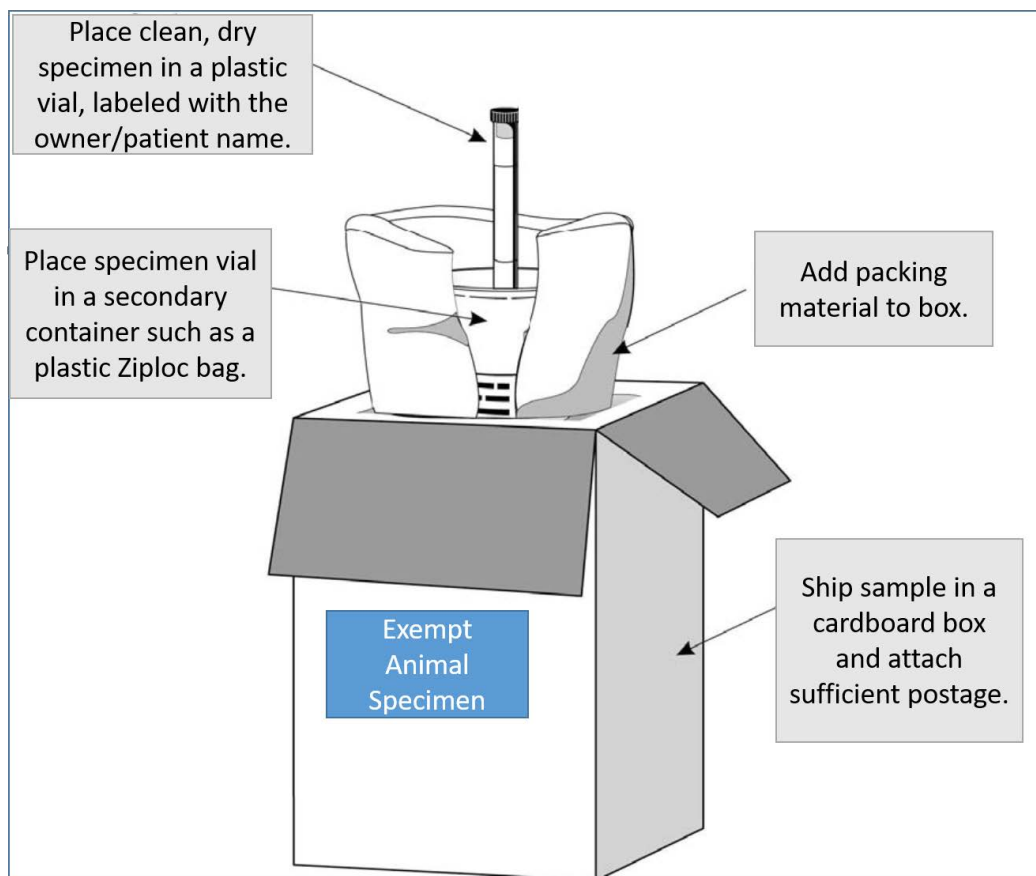 Place clean, dry
specimen in a plastic
vial, labeled with the
owner/patient name.
Place specimen vial
in a secondary
container such as a
plastic Ziploc bag.
Add packing
material to box.
Ship sample in a
cardboard box
and attach
sufficient postage.
Exempt
Animal
Specimen